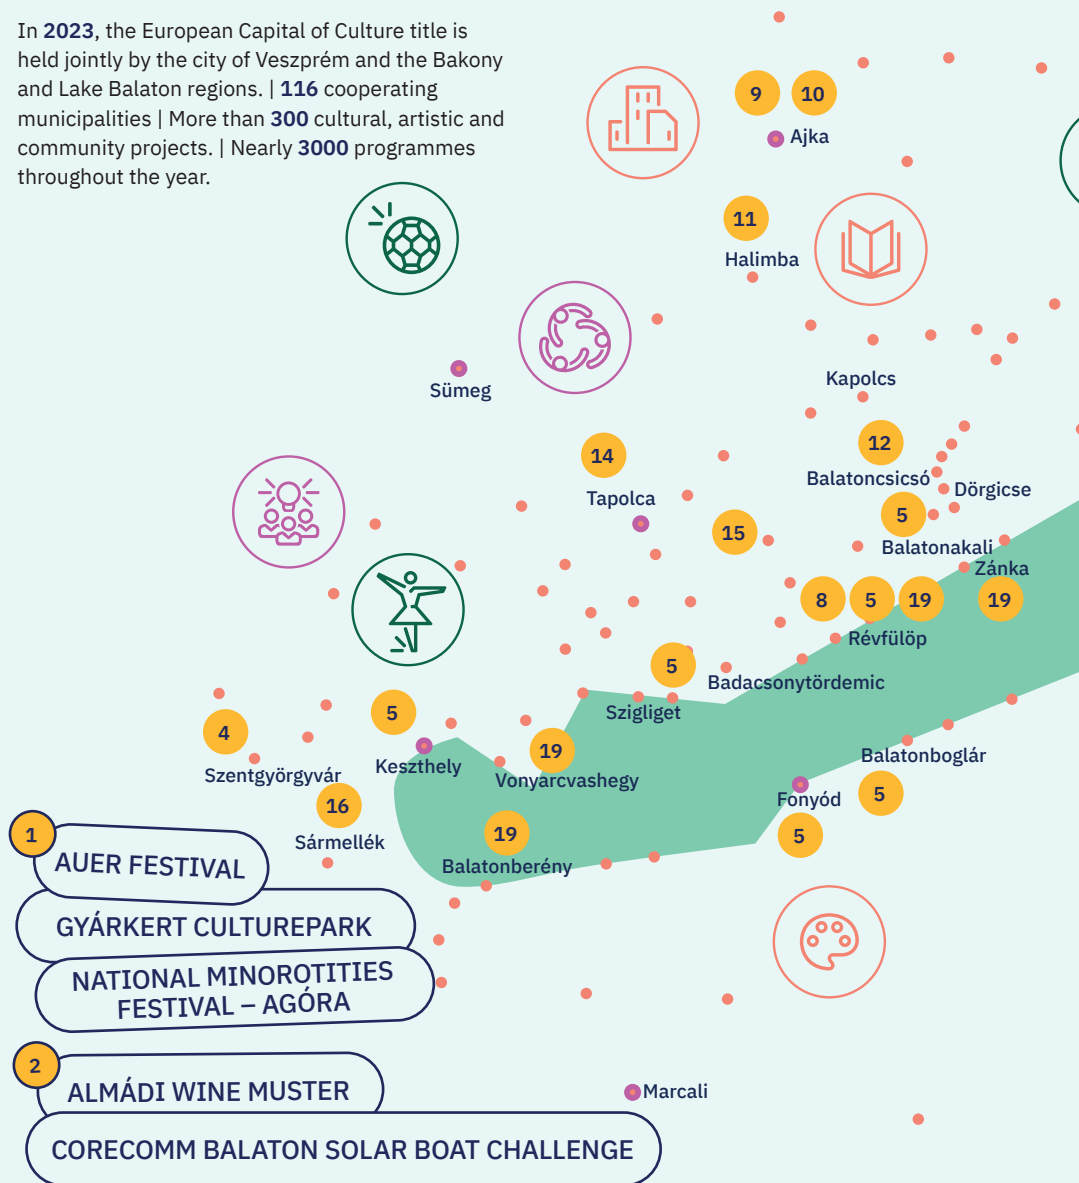 In 2023, the European Capital of Culture title is
held jointly by the city of Veszprém and the Bakony
and Lake Balaton regions. | 116 cooperating
municipalities | More than 300 cultural, artistic and
community projects. | Nearly 3000 programmes
throughout the year.
9 10
Ajka
11
Halimba
Sümeg
Kapolcs
12
14
Balatoncsicsó
Dörgicse
Tapolca
5
15
Balatonakali
Zánka
8 5 19 19
Révfülöp
5
Badacsonytördemic
Szigliget
5
4
19
Balatonboglár
Keszthely
Szentgyörgyvár
Vonyarcvashegy
5
Fonyód
16
19
5
Sármellék
Balatonberény
1
AUER FESTIVAL
GYÁRKERT CULTUREPARK
NATIONAL MINOROTITIES
FESTIVAL – AGÓRA
2
ALMÁDI WINE MUSTER
Marcali
CORECOMM BALATON SOLAR BOAT CHALLENGE